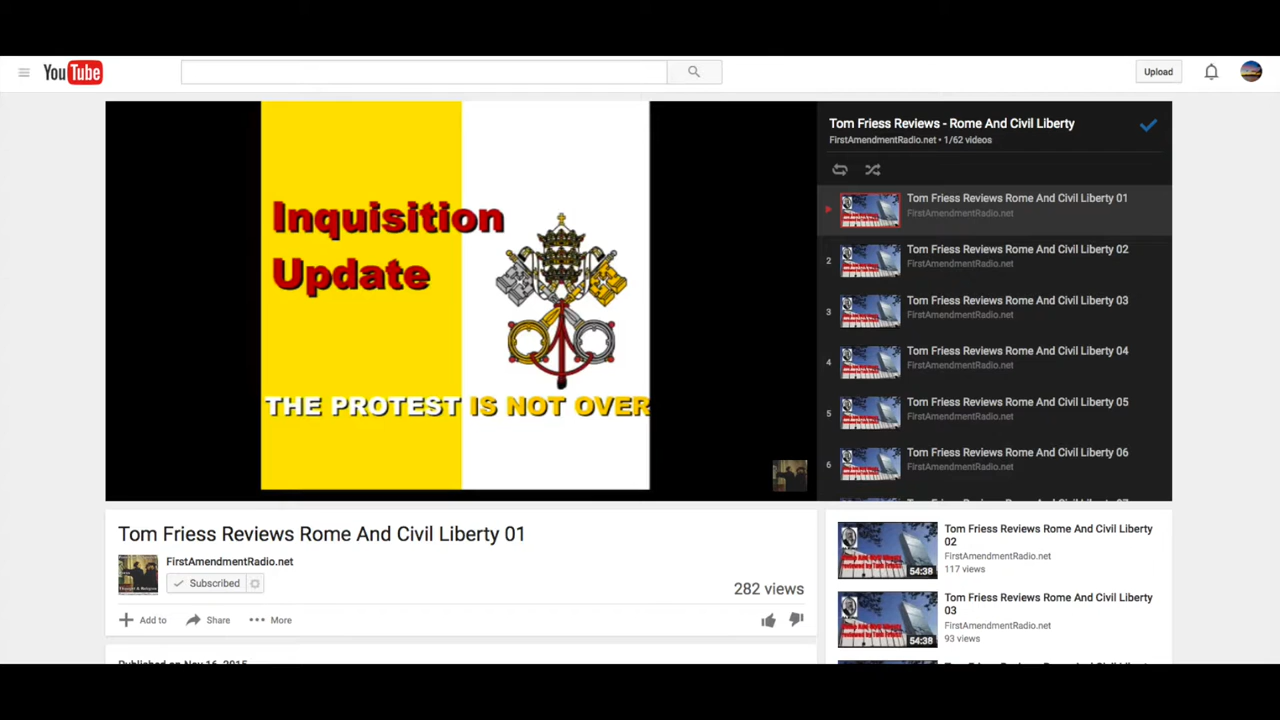 YouTube
Upload
Inquisition
Update
THE PROTEST IS NOT OVER
Tom Friess Reviews - Rome And Civil Liberty
FirstAmendmentRadio.net • 1/62 videos
Tom Friess Reviews Rome And Civil Liberty 01
FirstAmendmentRadio.net
2
Tom Friess Reviews Rome And Civil Liberty 02
FirstAmendmentRadio.net
3
Tom Friess Reviews Rome And Civil Liberty 03
FirstAmendmentRadio.net
4
Tom Friess Reviews Rome And Civil Liberty 04
FirstAmendmentRadio.net
5
Tom Friess Reviews Rome And Civil Liberty 05
FirstAmendmentRadio.net
6
Tom Friess Reviews Rome And Civil Liberty 06
FirstAmendmentRadio.net
Tom Friess Reviews Rome And Civil Liberty 01
FirstAmendmentRadio.net
Subscribed
282 views
Add to
Share
More
Published on Nov 16, 2015
Tom Friess Reviews Rome And Civil Liberty
02
FirstAmendmentRadio.net
117 views
54:38
Tom Friess Reviews Rome And Civil Liberty
03
FirstAmendmentRadio.net
93 views
54:38